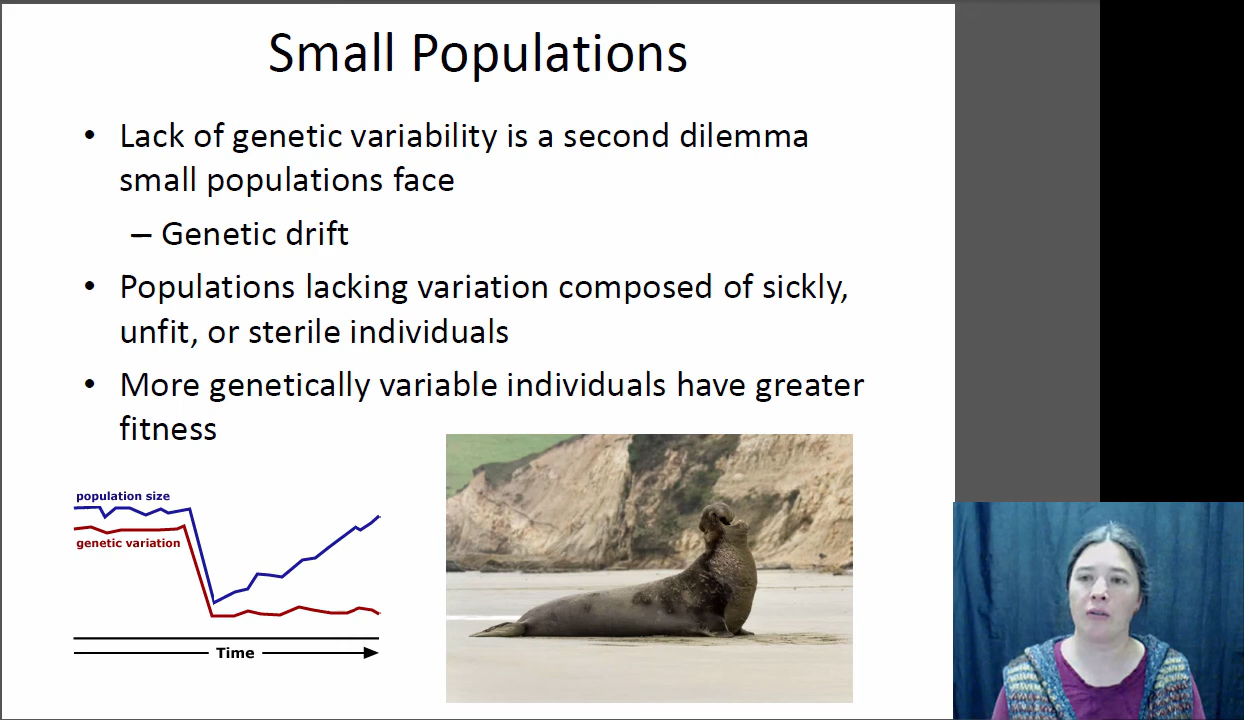 Small Populations
• Lack of genetic variability is a second dilemma
small populations face
– Genetic drift
• Populations lacking variation composed of sickly,
unfit, or sterile individuals
• More genetically variable individuals have greater
fitness
population size
genetic variation
Time